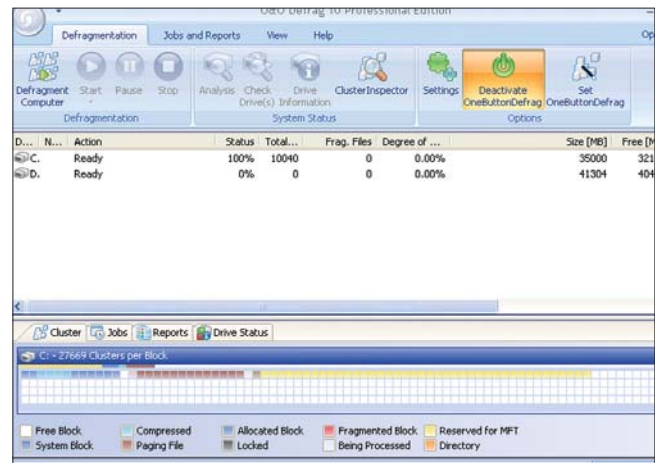 O&O Defrag 10 Professional Edition
Defragmentation Jobs and Reports View Help Op
Defragment Computer Start Pause Stop Analysis Check Drive(s) Drive Information ClusterInspector Settings Deactivate OneButtonDefrag Set OneButtonDefrag
Defragmentation System Status Options
D... N... Action Status Total... Frag. Files Degree of ... Size [MB] Free [M
C. Ready 100% 10040 0 0.00% 35000 321
D. Ready 0% 0 0 0.00% 41304 404
Cluster Jobs Reports Drive Status
C: - 27669 Clusters per Block
Free Block Compressed Allocated Block Fragmented Block Reserved for MFT
System Block Paging File Locked Being Processed Directory